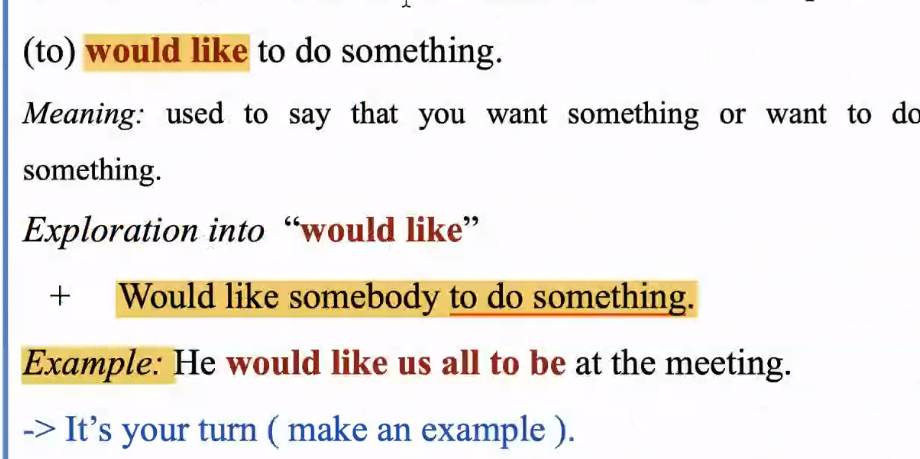 (to) would like to do something.
Meaning: used to say that you want something or want to do
something.
Exploration into “would like”
+ Would like somebody to do something.
Example: He would like us all to be at the meeting.
-> It’s your turn ( make an example ).